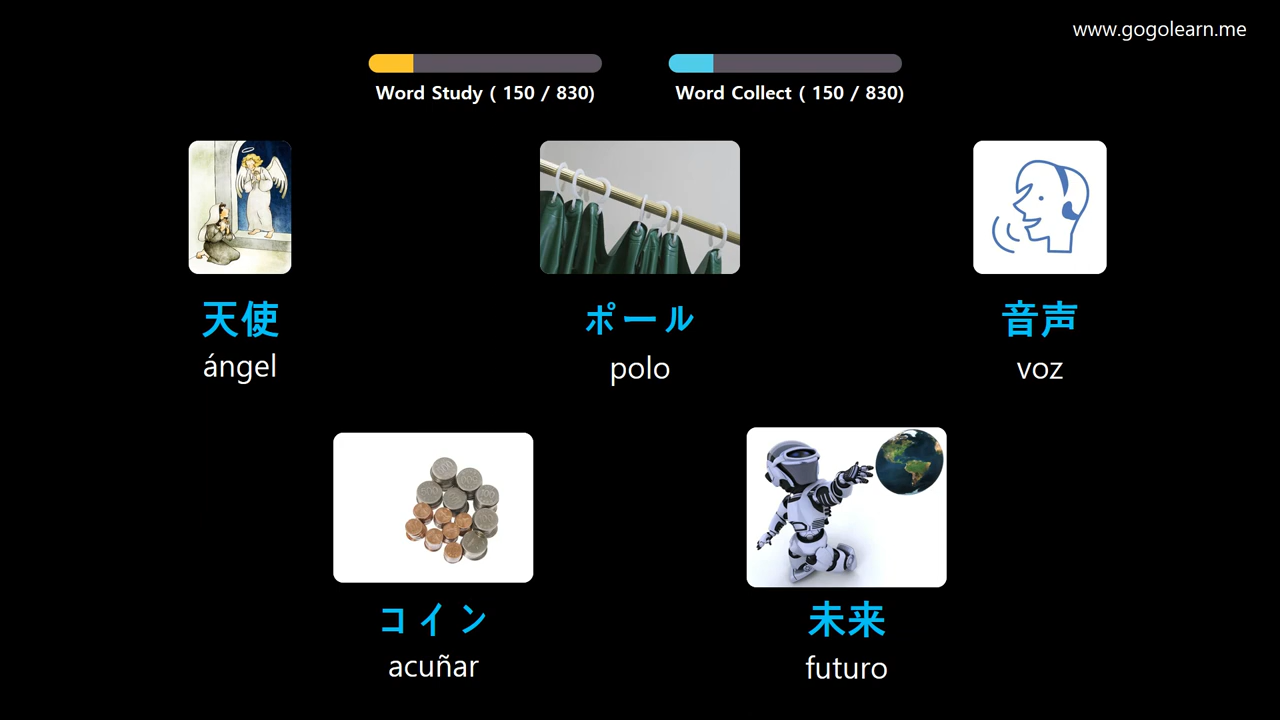 www.gogolearn.me
Word Study ( 150 / 830)
Word Collect ( 150 / 830)
天使
ángel
ポール
polo
音声
voz
コイン
acuñar
未来
futuro